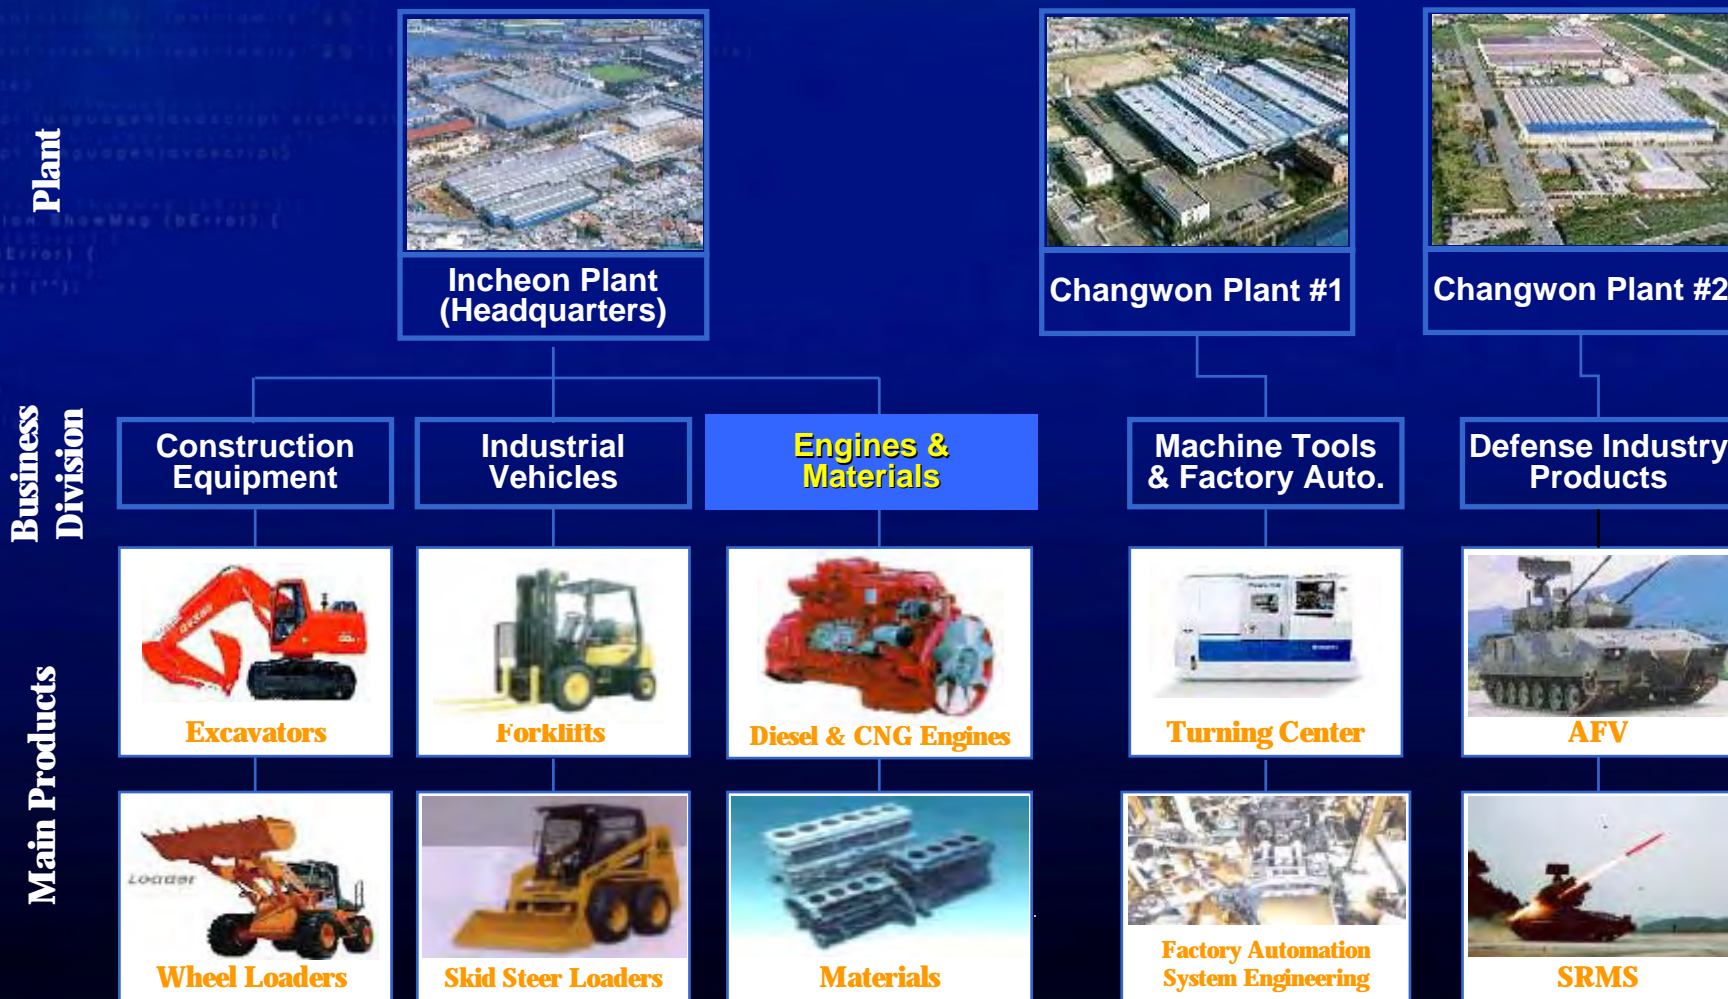 Plant
Incheon Plant
(Headquarters)
Changwon Plant #1
Changwon Plant #2
Business
Division
Construction
Equipment
Industrial
Vehicles
Engines &
Materials
Machine Tools
& Factory Auto.
Defense Industry
Products
Main Products
Excavators
Forklifts
Diesel & CNG Engines
Turning Center
AFV
Loader
Wheel Loaders
Skid Steer Loaders
Materials
Factory Automation
System Engineering
SRMS